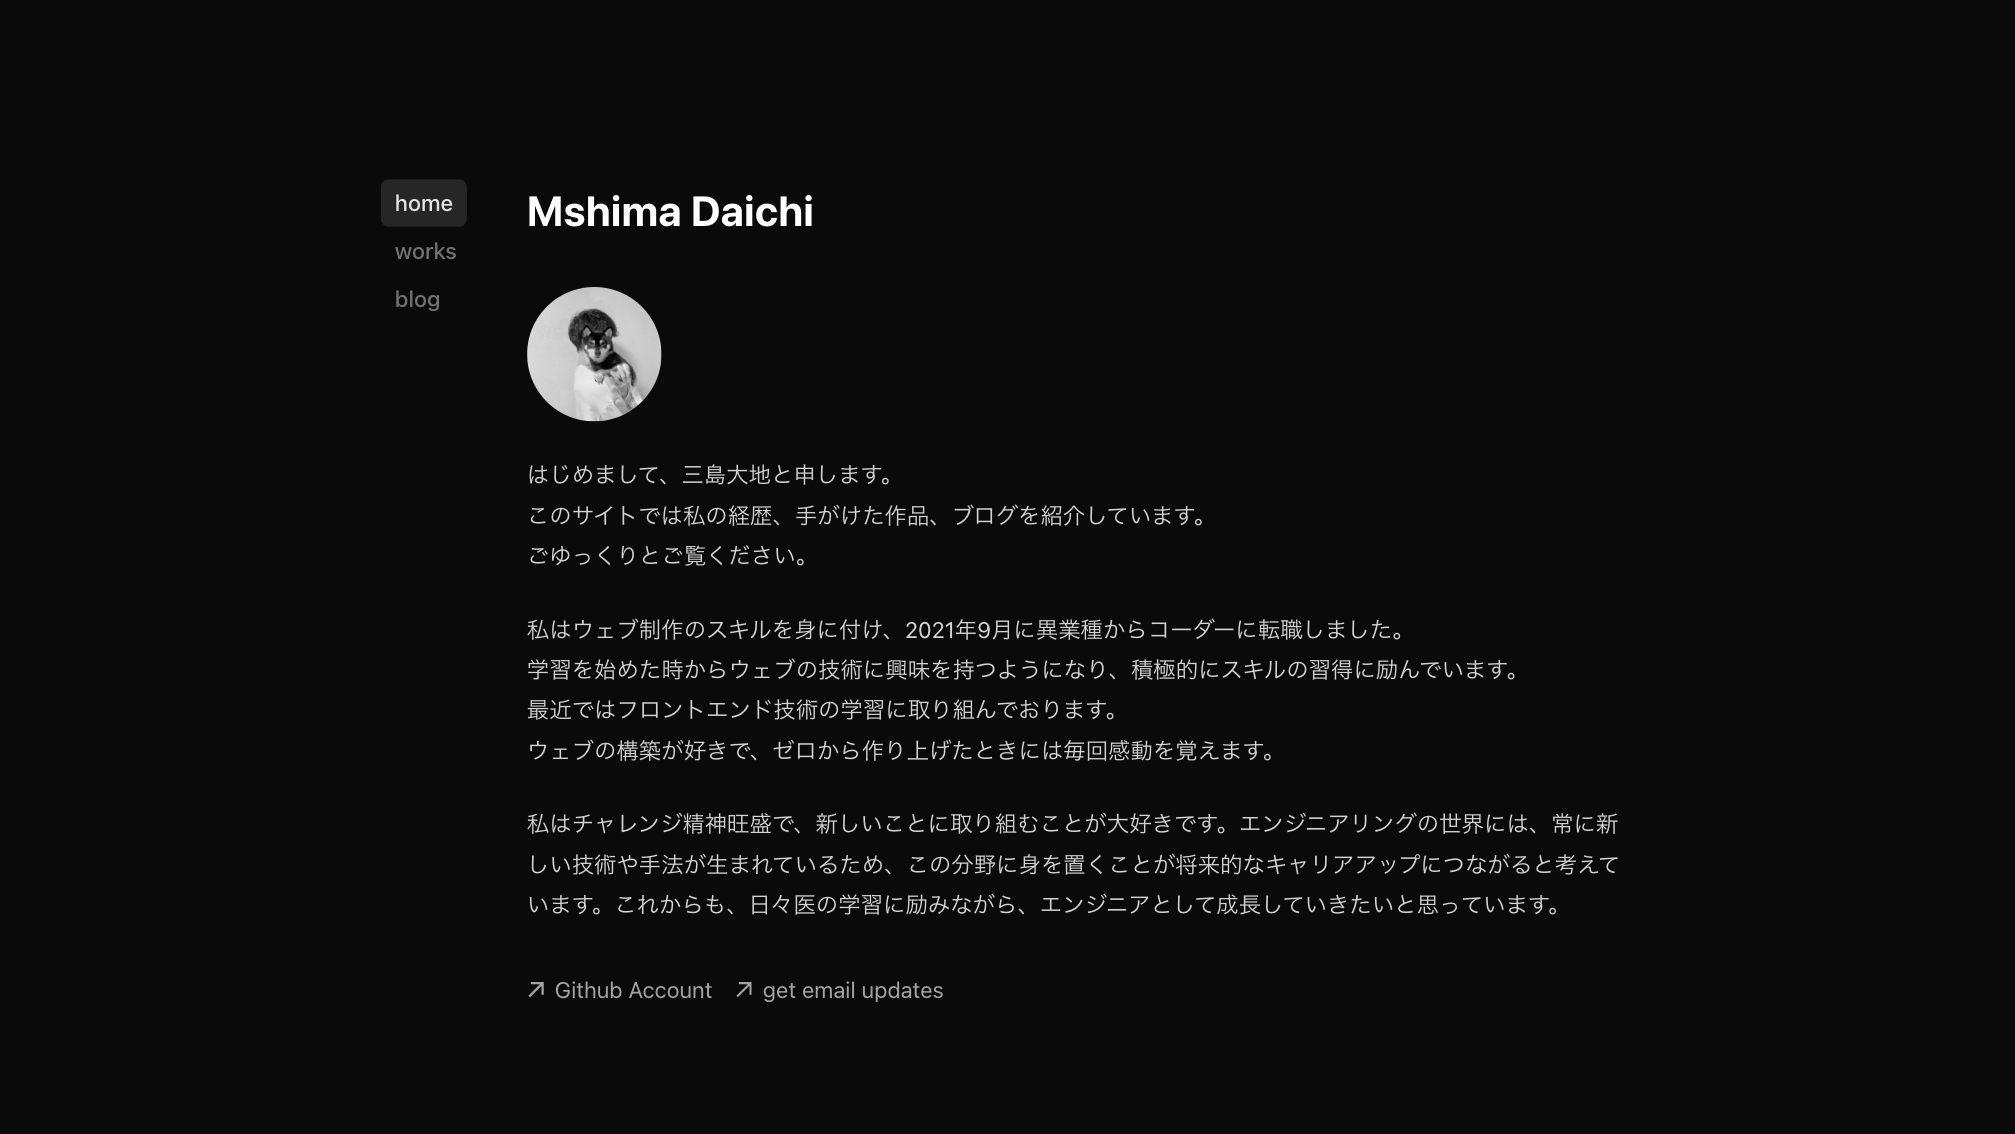 home
works
blog
Mshima Daichi
はじめまして、三島大地と申します。
このサイトでは私の経歴、手がけた作品、ブログを紹介しています。
ごゆっくりとご覧ください。
私はウェブ制作のスキルを身に付け、2021年9月に異業種からコーダーに転職しました。
学習を始めた時からウェブの技術に興味を持つようになり、積極的にスキルの習得に励んでいます。
最近ではフロントエンド技術の学習に取り組んでおります。
ウェブの構築が好きで、ゼロから作り上げたときには毎回感動を覚えます。
私はチャレンジ精神旺盛で、新しいことに取り組むことが大好きです。エンジニアリングの世界には、常に新
しい技術や手法が生まれているため、この分野に身を置くことが将来的なキャリアアップにつながると考えて
います。これからも、日々医の学習に励みながら、エンジニアとして成長していきたいと思っています。
Github Account
get email updates